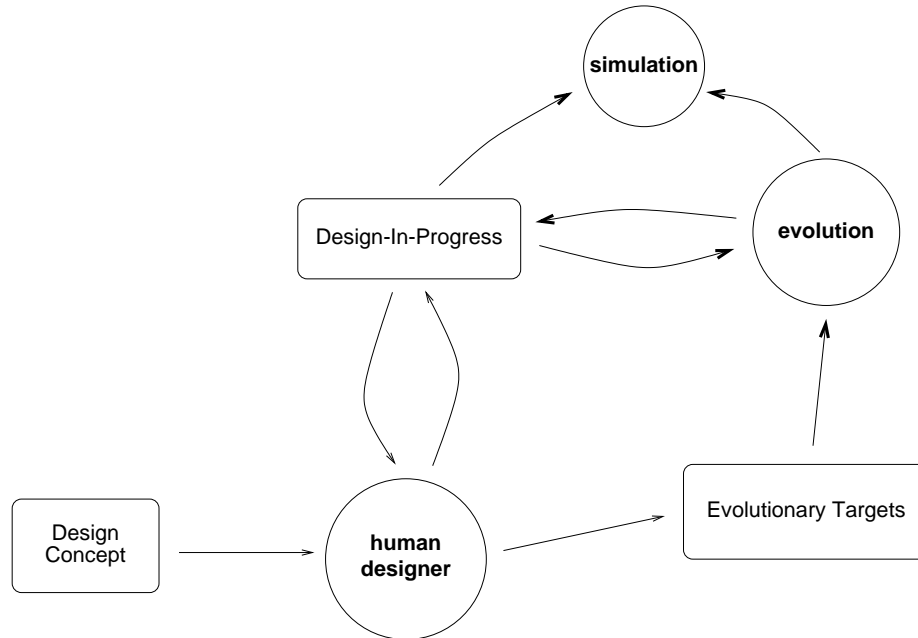 simulation
Design-In-Progress
evolution
Evolutionary Targets
Design
Concept
human
designer